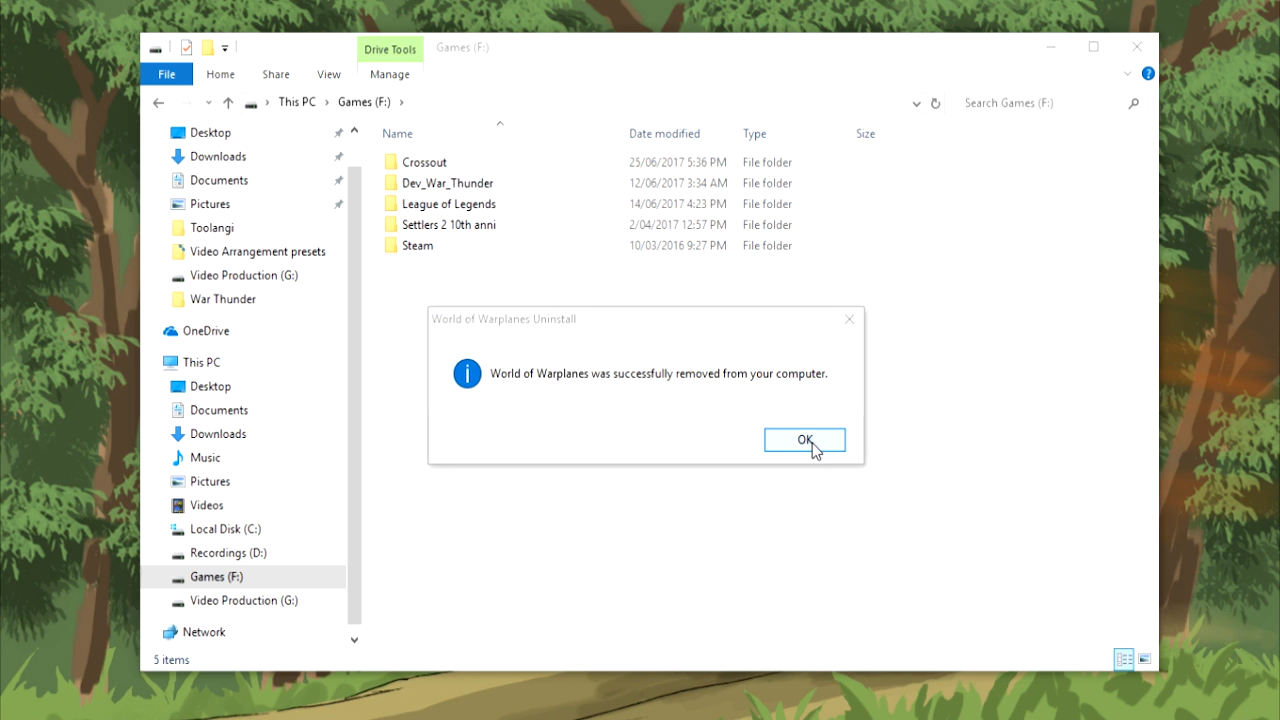 Drive Tools
Games (F:)
File
Home
Share
View
Manage
This PC
Games (F:)
Search Games (F:)
Desktop
Downloads
Documents
Pictures
Toolangi
Video Arrangement presets
Video Production (G:)
War Thunder
OneDrive
This PC
Desktop
Documents
Downloads
Music
Pictures
Videos
Local Disk (C:)
Recordings (D:)
Games (F:)
Video Production (G:)
Network
Name Date modified Type Size
Crossout 25/06/2017 5:36 PM File folder
Dev_War_Thunder 12/06/2017 3:34 AM File folder
League of Legends 14/06/2017 4:23 PM File folder
Settlers 2 10th anni 2/04/2017 12:57 PM File folder
Steam 10/03/2016 9:27 PM File folder
World of Warplanes Uninstall
World of Warplanes was successfully removed from your computer.
OK
5 items